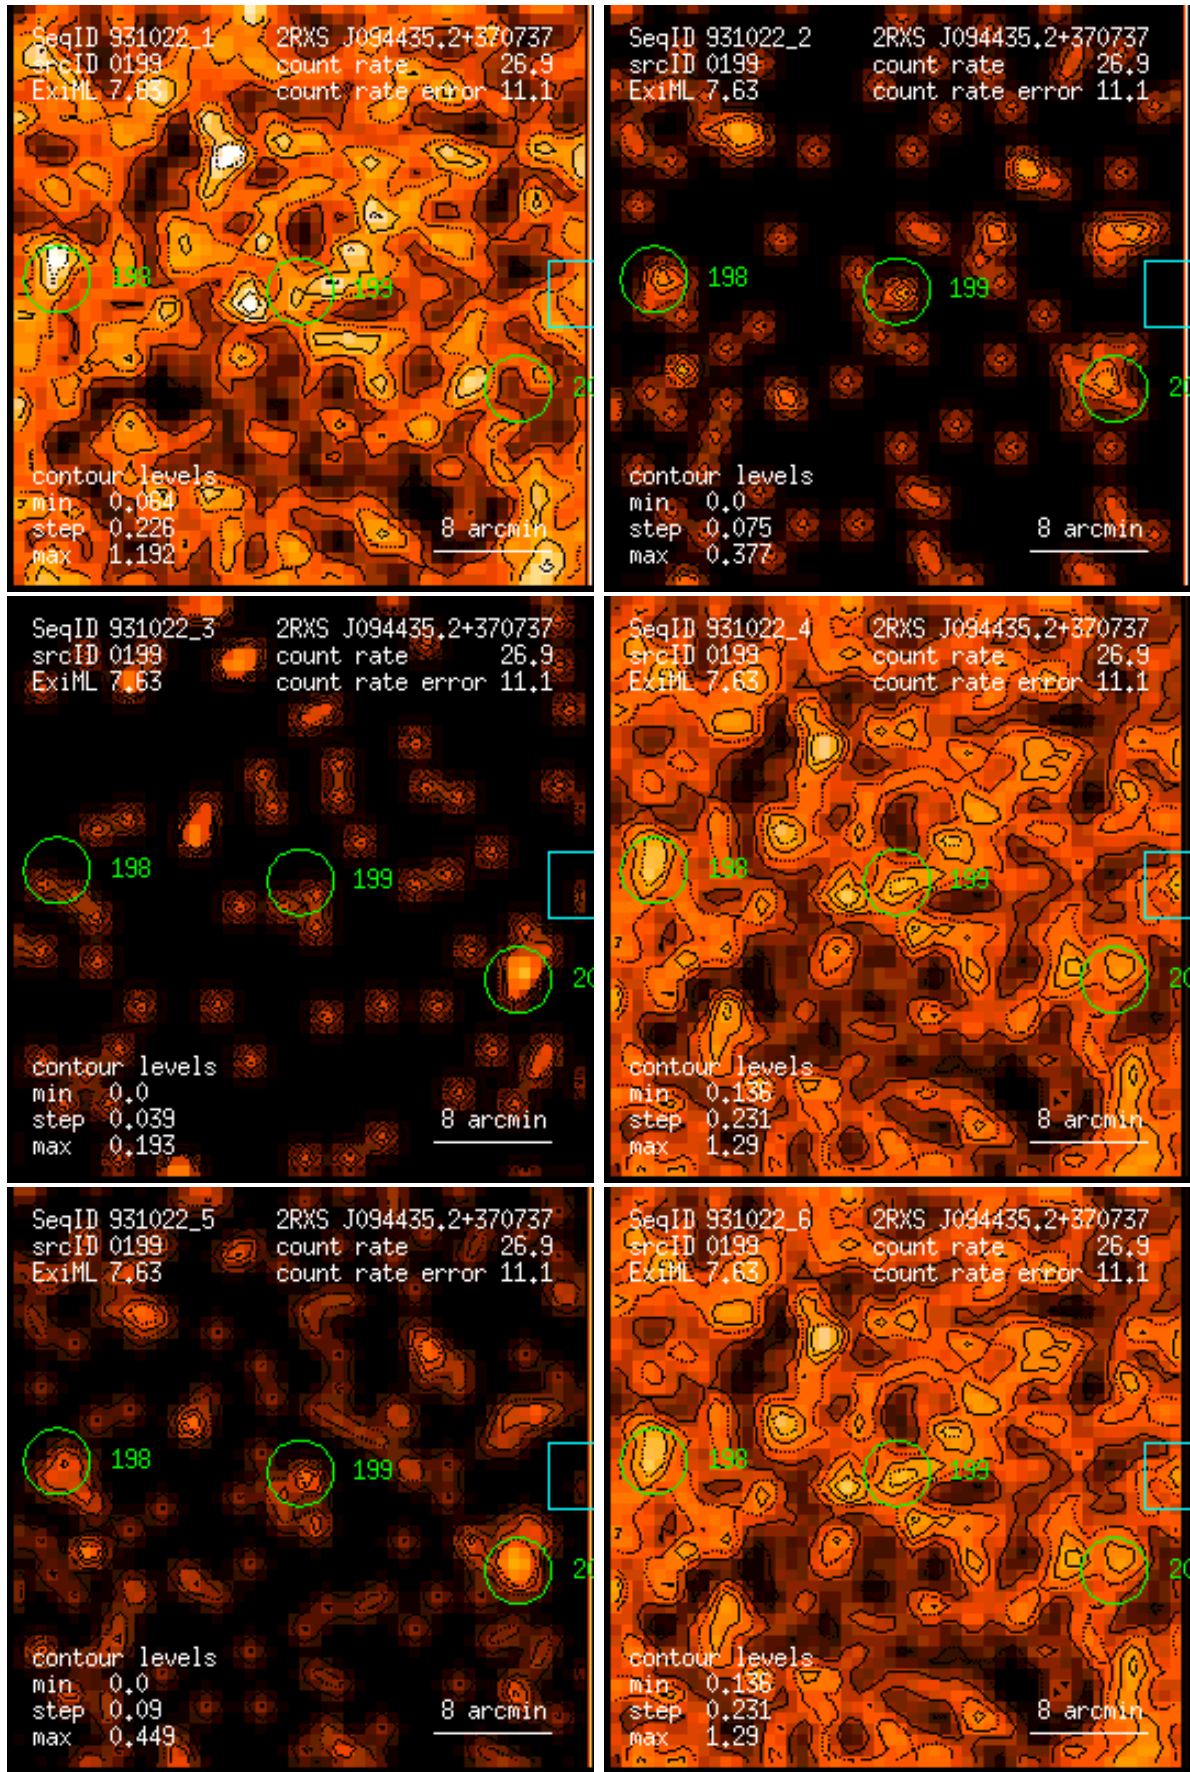 SeqID 931022_1 2RXS J094435.2+370737
srcID 0199 count rate 26.9
ExiML 7.63 count rate error 11.1
198
199
20
contour levels
min 0.064
step 0.226
max 1.192
8 arcmin
SeqID 931022_2 2RXS J094435.2+370737
srcID 0199 count rate 26.9
ExiML 7.63 count rate error 11.1
198
199
20
contour levels
min 0.0
step 0.075
max 0.377
8 arcmin
SeqID 931022_3 2RXS J094435.2+370737
srcID 0199 count rate 26.9
ExiML 7.63 count rate error 11.1
198
199
20
contour levels
min 0.0
step 0.039
max 0.193
8 arcmin
SeqID 931022_4 2RXS J094435.2+370737
srcID 0199 count rate 26.9
ExiML 7.63 count rate error 11.1
198
199
20
contour levels
min 0.136
step 0.231
max 1.29
8 arcmin
SeqID 931022_5 2RXS J094435.2+370737
srcID 0199 count rate 26.9
ExiML 7.63 count rate error 11.1
198
199
20
contour levels
min 0.0
step 0.09
max 0.449
8 arcmin
SeqID 931022_6 2RXS J094435.2+370737
srcID 0199 count rate 26.9
ExiML 7.63 count rate error 11.1
198
199
20
contour levels
min 0.136
step 0.231
max 1.29
8 arcmin